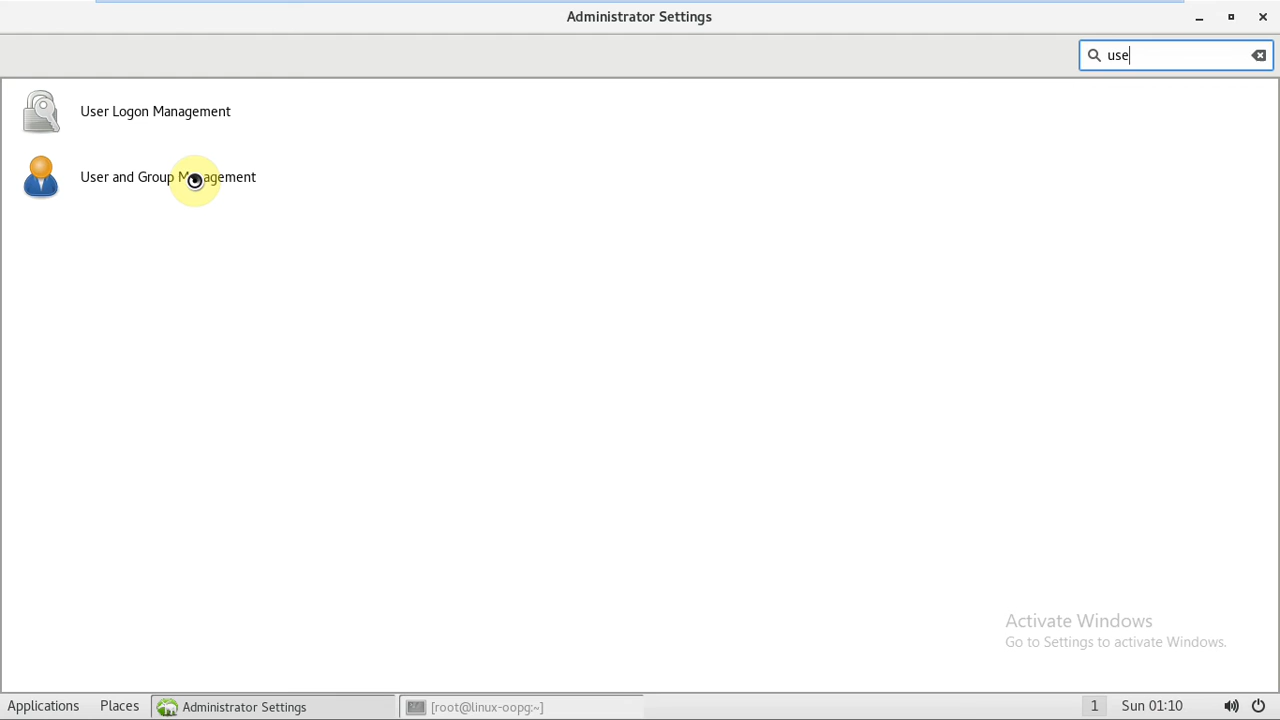 Administrator Settings
use
User Logon Management
User and Group Management
Activate Windows
Go to Settings to activate Windows.
Applications Places Administrator Settings [root@linux-oopg:~] 1 Sun 01:10